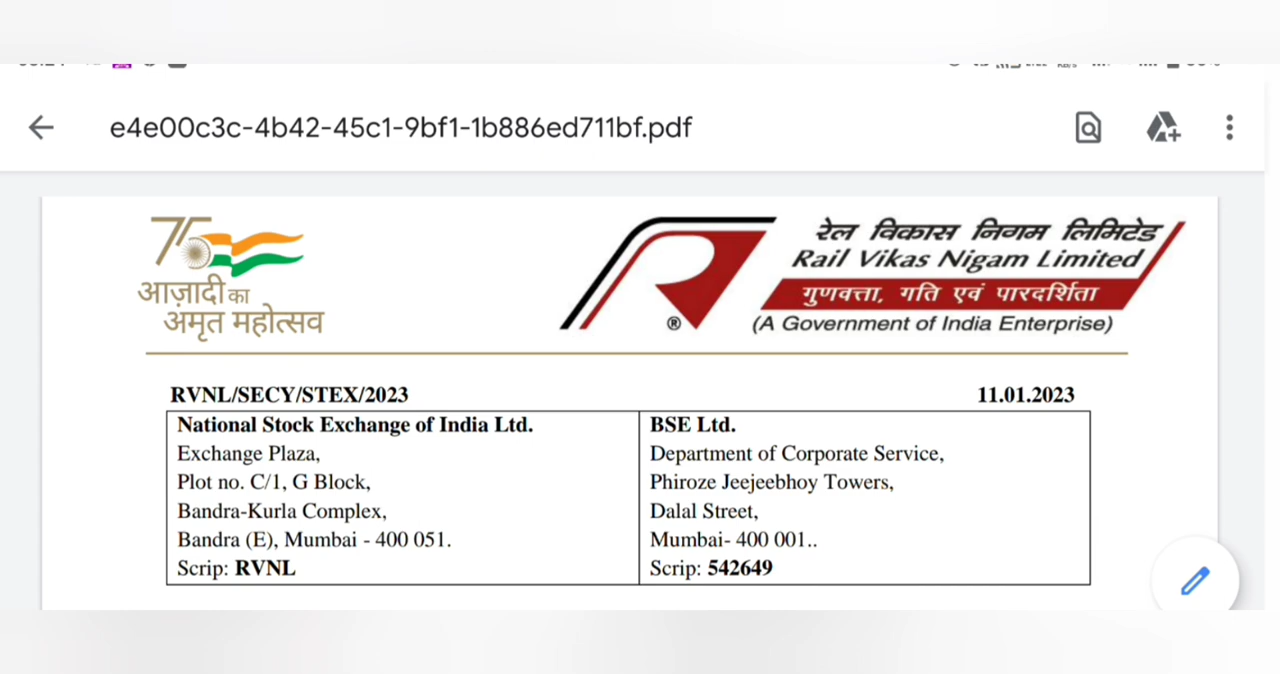 e4e00c3c-4b42-45c1-9bf1-1b886ed711bf.pdf
75
आज़ादी का
अमृत महोत्सव
रेल विकास निगम लिमिटेड
Rail Vikas Nigam Limited
गुणवत्ता, गति एवं पारदर्शिता
® (A Government of India Enterprise)
RVNL/SECY/STEX/2023 11.01.2023
National Stock Exchange of India Ltd.
Exchange Plaza,
Plot no. C/1, G Block,
Bandra-Kurla Complex,
Bandra (E), Mumbai - 400 051.
Scrip: RVNL
BSE Ltd.
Department of Corporate Service,
Phiroze Jeejeebhoy Towers,
Dalal Street,
Mumbai- 400 001..
Scrip: 542649